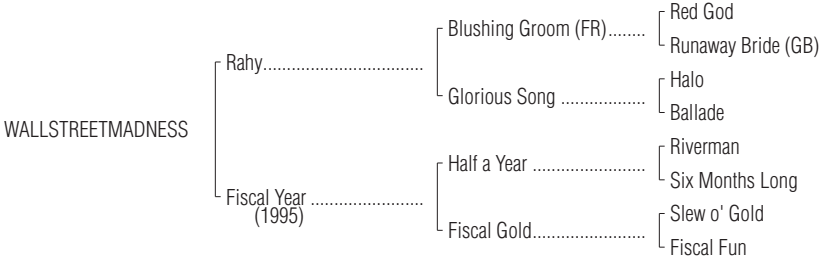 Red God
Blushing Groom (FR)........
Runaway Bride (GB)
Rahy................................
Halo
Glorious Song .................
Ballade
WALLSTREETMADNESS
Riverman
Half a Year ......................
Six Months Long
Fiscal Year ......................
(1995)
Slew o' Gold
Fiscal Gold......................
Fiscal Fun